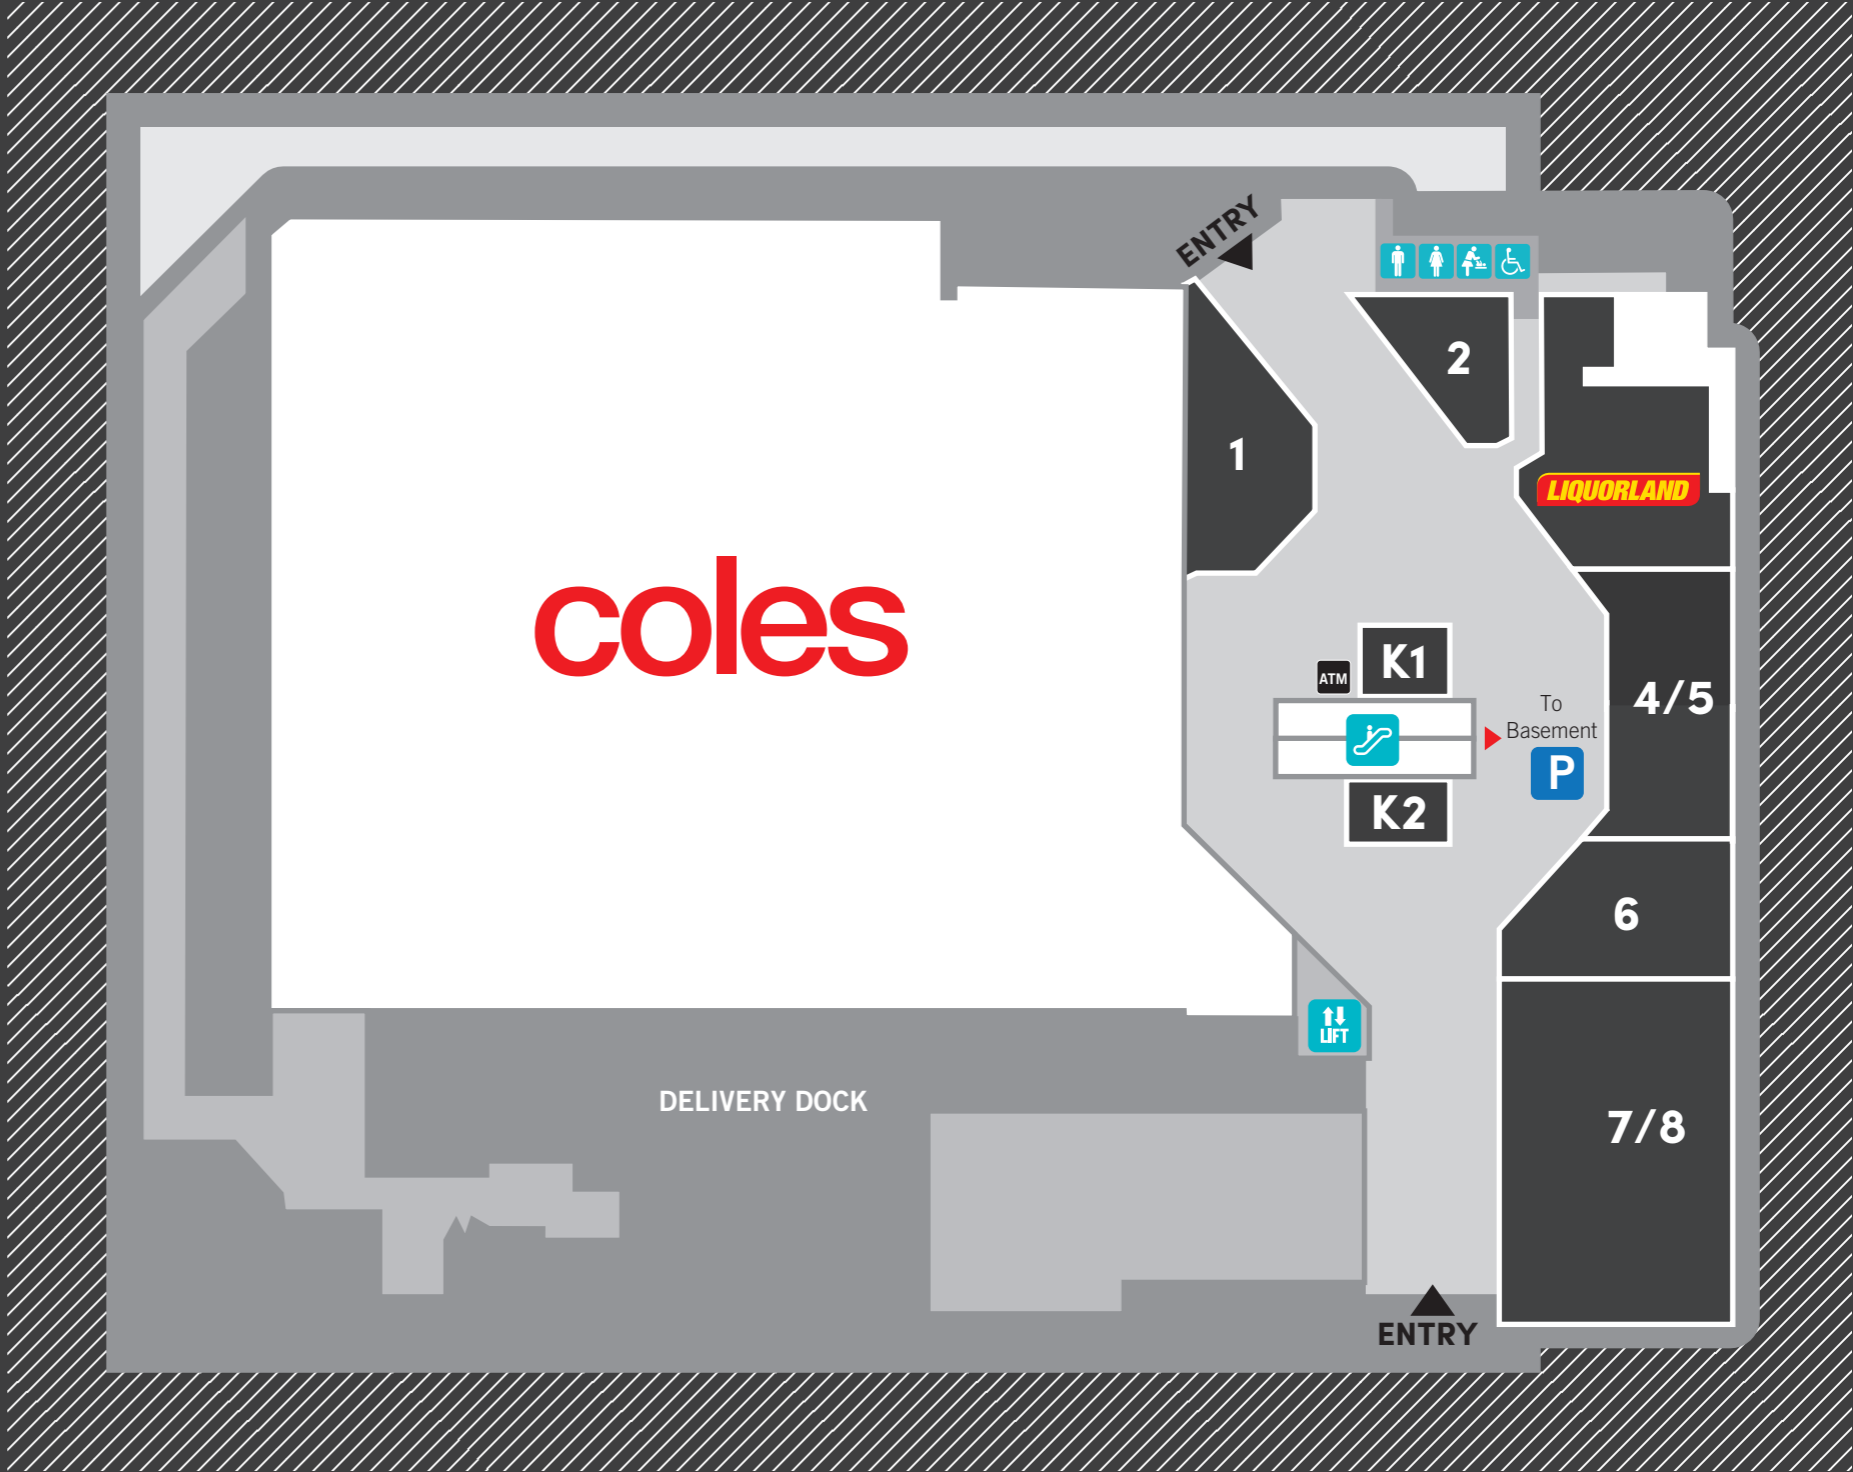 ENTRY
2
1
LIQUORLAND
coles
K1
ATM
4/5
To
Basement
P
K2
6
LIFT
DELIVERY DOCK
7/8
ENTRY